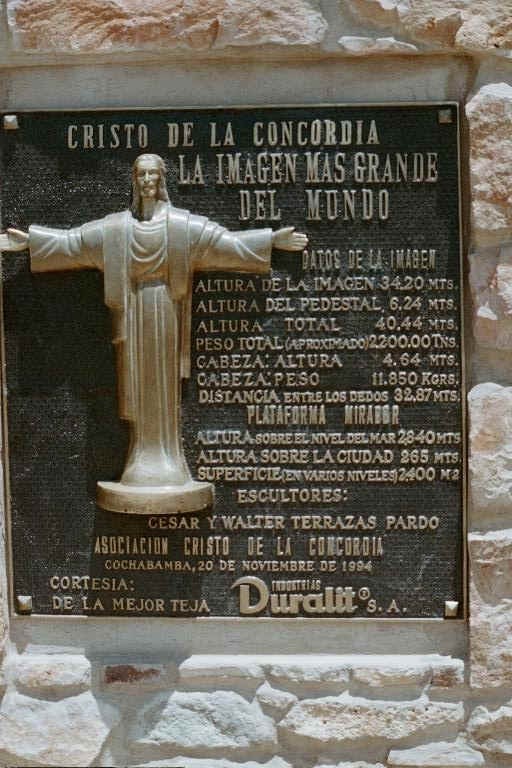 CRISTO DE LA CONCORDIA
LA IMAGEN MAS GRANDE
DEL MUNDO
DATOS DE LA IMAGEN
ALTURA DE LA IMAGEN 34.20 MTS.
ALTURA DEL PEDESTAL 6.24 MTS.
ALTURA TOTAL 40.44 MTS.
PESO TOTAL (APROXIMADO) 2200.00 TNS.
CABEZA: ALTURA 4.64 MTS.
CABEZA: PESO 11.850 KGRS.
DISTANCIA ENTRE LOS DEDOS 32,87 MTS.
PLATAFORMA MIRADOR
ALTURA SOBRE EL NIVEL DEL MAR 2840 MTS
ALTURA SOBRE LA CIUDAD 265 MTS.
SUPERFICIE (EN VARIOS NIVELES) 2.400 M2
ESCULTORES:
CESAR Y WALTER TERRAZAS PARDO
ASOCIACION CRISTO DE LA CONCORDIA
COCHABAMBA, 20 DE NOVIEMBRE DE 1994
CORTESIA:
DE LA MEJOR TEJA
INDUSTRIAS
Duralit® S.A.